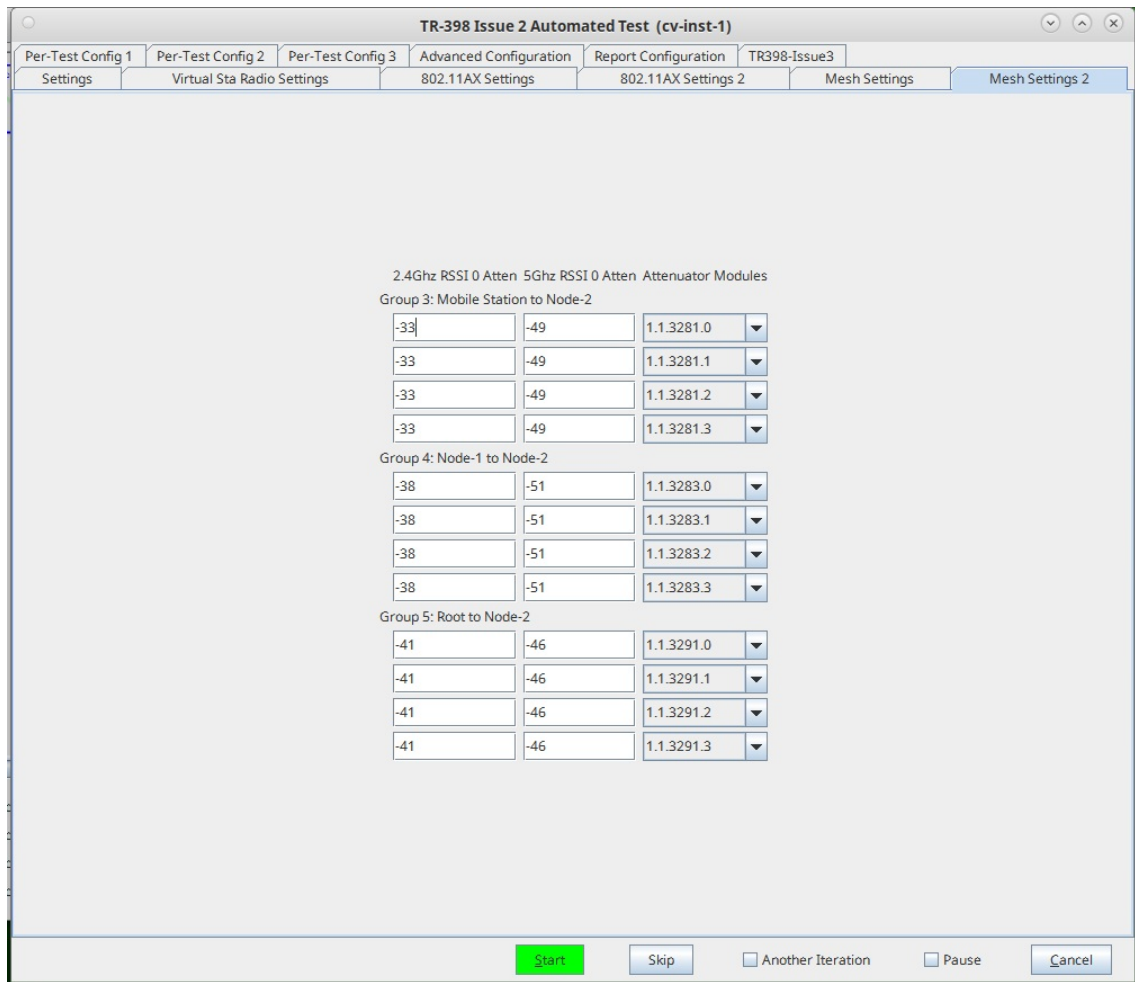 TR-398 Issue 2 Automated Test (cv-inst-1)
Per-Test Config 1 Per-Test Config 2 Per-Test Config 3 Advanced Configuration Report Configuration TR398-Issue3
Settings Virtual Sta Radio Settings 802.11AX Settings 802.11AX Settings 2 Mesh Settings Mesh Settings 2
2.4Ghz RSSI 0 Atten 5Ghz RSSI 0 Atten Attenuator Modules
Group 3: Mobile Station to Node-2
-33 -49 1.1.3281.0
-33 -49 1.1.3281.1
-33 -49 1.1.3281.2
-33 -49 1.1.3281.3
Group 4: Node-1 to Node-2
-38 -51 1.1.3283.0
-38 -51 1.1.3283.1
-38 -51 1.1.3283.2
-38 -51 1.1.3283.3
Group 5: Root to Node-2
-41 -46 1.1.3291.0
-41 -46 1.1.3291.1
-41 -46 1.1.3291.2
-41 -46 1.1.3291.3
Start Skip Another Iteration Pause Cancel